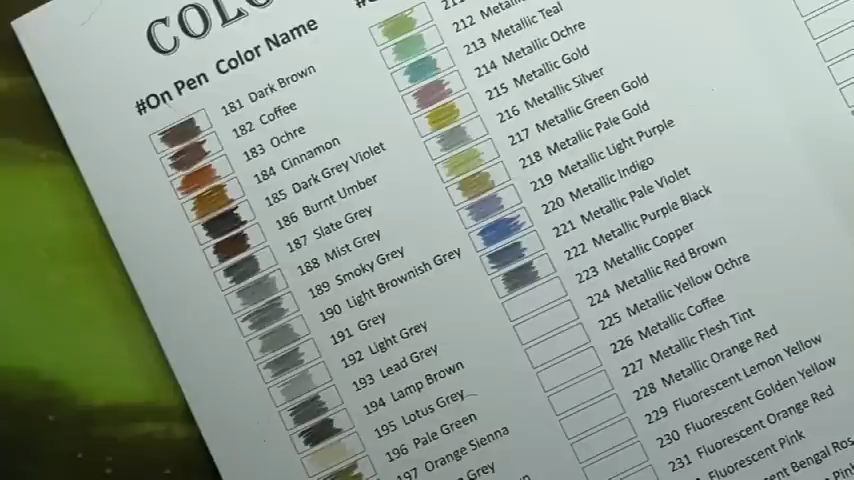 COLO
#On Pen Color Name
181 Dark Brown
182 Coffee
183 Ochre
184 Cinnamon
185 Dark Grey Violet
186 Burnt Umber
187 Slate Grey
188 Mist Grey
189 Smoky Grey
190 Light Brownish Grey
191 Grey
192 Light Grey
193 Lead Grey
194 Lamp Brown
195 Lotus Grey
196 Pale Green
197 Orange Sienna
Grey
212 Metallic
213 Metallic Teal
214 Metallic Ochre
215 Metallic Gold
216 Metallic Silver
217 Metallic Green Gold
218 Metallic Pale Gold
219 Metallic Light Purple
220 Metallic Indigo
221 Metallic Pale Violet
222 Metallic Purple Black
223 Metallic Copper
224 Metallic Red Brown
225 Metallic Yellow Ochre
226 Metallic Coffee
227 Metallic Flesh Tint
228 Metallic Orange Red
229 Fluorescent Lemon Yellow
230 Fluorescent Golden Yellow
231 Fluorescent Orange Red
Fluorescent Pink
Bengal Ros